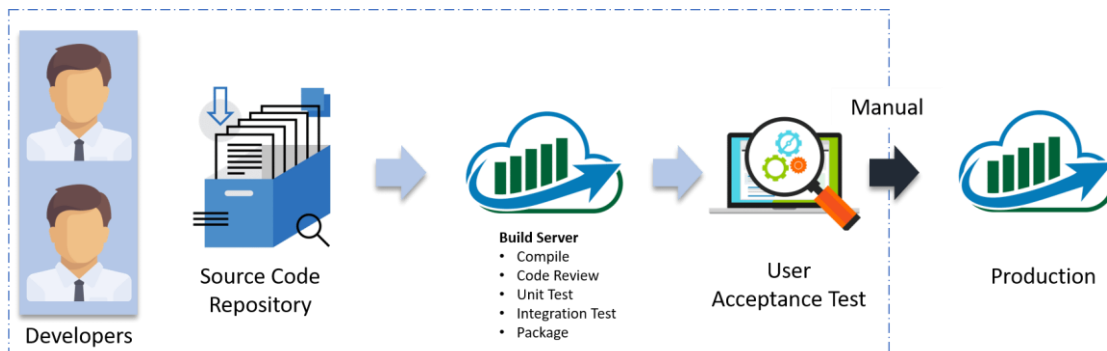 Developers
Source Code
Repository
Build Server
• Compile
• Code Review
• Unit Test
• Integration Test
• Package
User
Acceptance Test
Manual
Production